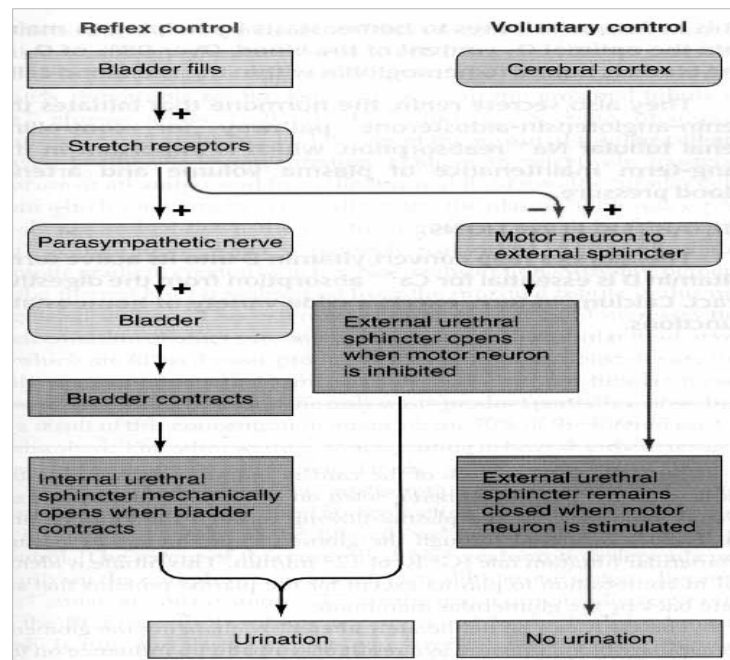 Reflex control
Voluntary control
Bladder fills
Cerebral cortex
+
Stretch receptors
+
– +
Parasympathetic nerve
Motor neuron to
external sphincter
+
Bladder
External urethral
sphincter opens
when motor neuron
is inhibited
Bladder contracts
Internal urethral
sphincter mechanically
opens when bladder
contracts
External urethral
sphincter remains
closed when motor
neuron is stimulated
Urination
No urination